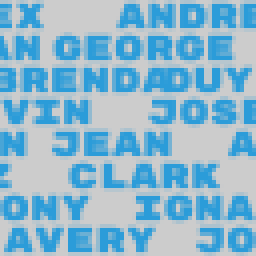 EX ANDRE
AN GEORGE
BRENDA DUY
VIN JOSE
N JEAN A
Z CLARK
ONY IGNA
AVERY JO